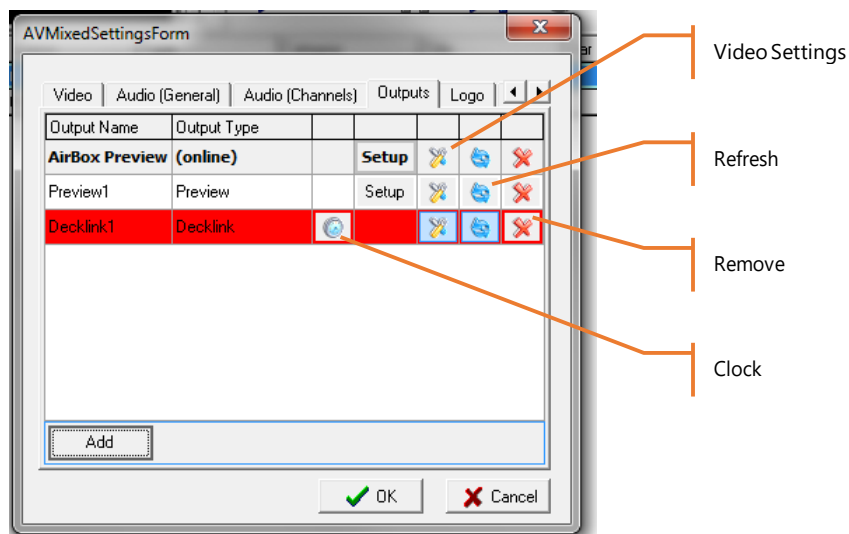 AVMixedSettingsForm
Video
Audio (General)
Audio (Channels)
Outputs
Logo
Output Name
Output Type
AirBox Preview
(online)
Setup
Preview1
Preview
Setup
Decklink1
Decklink
Add
OK
Cancel
Video Settings
Refresh
Remove
Clock